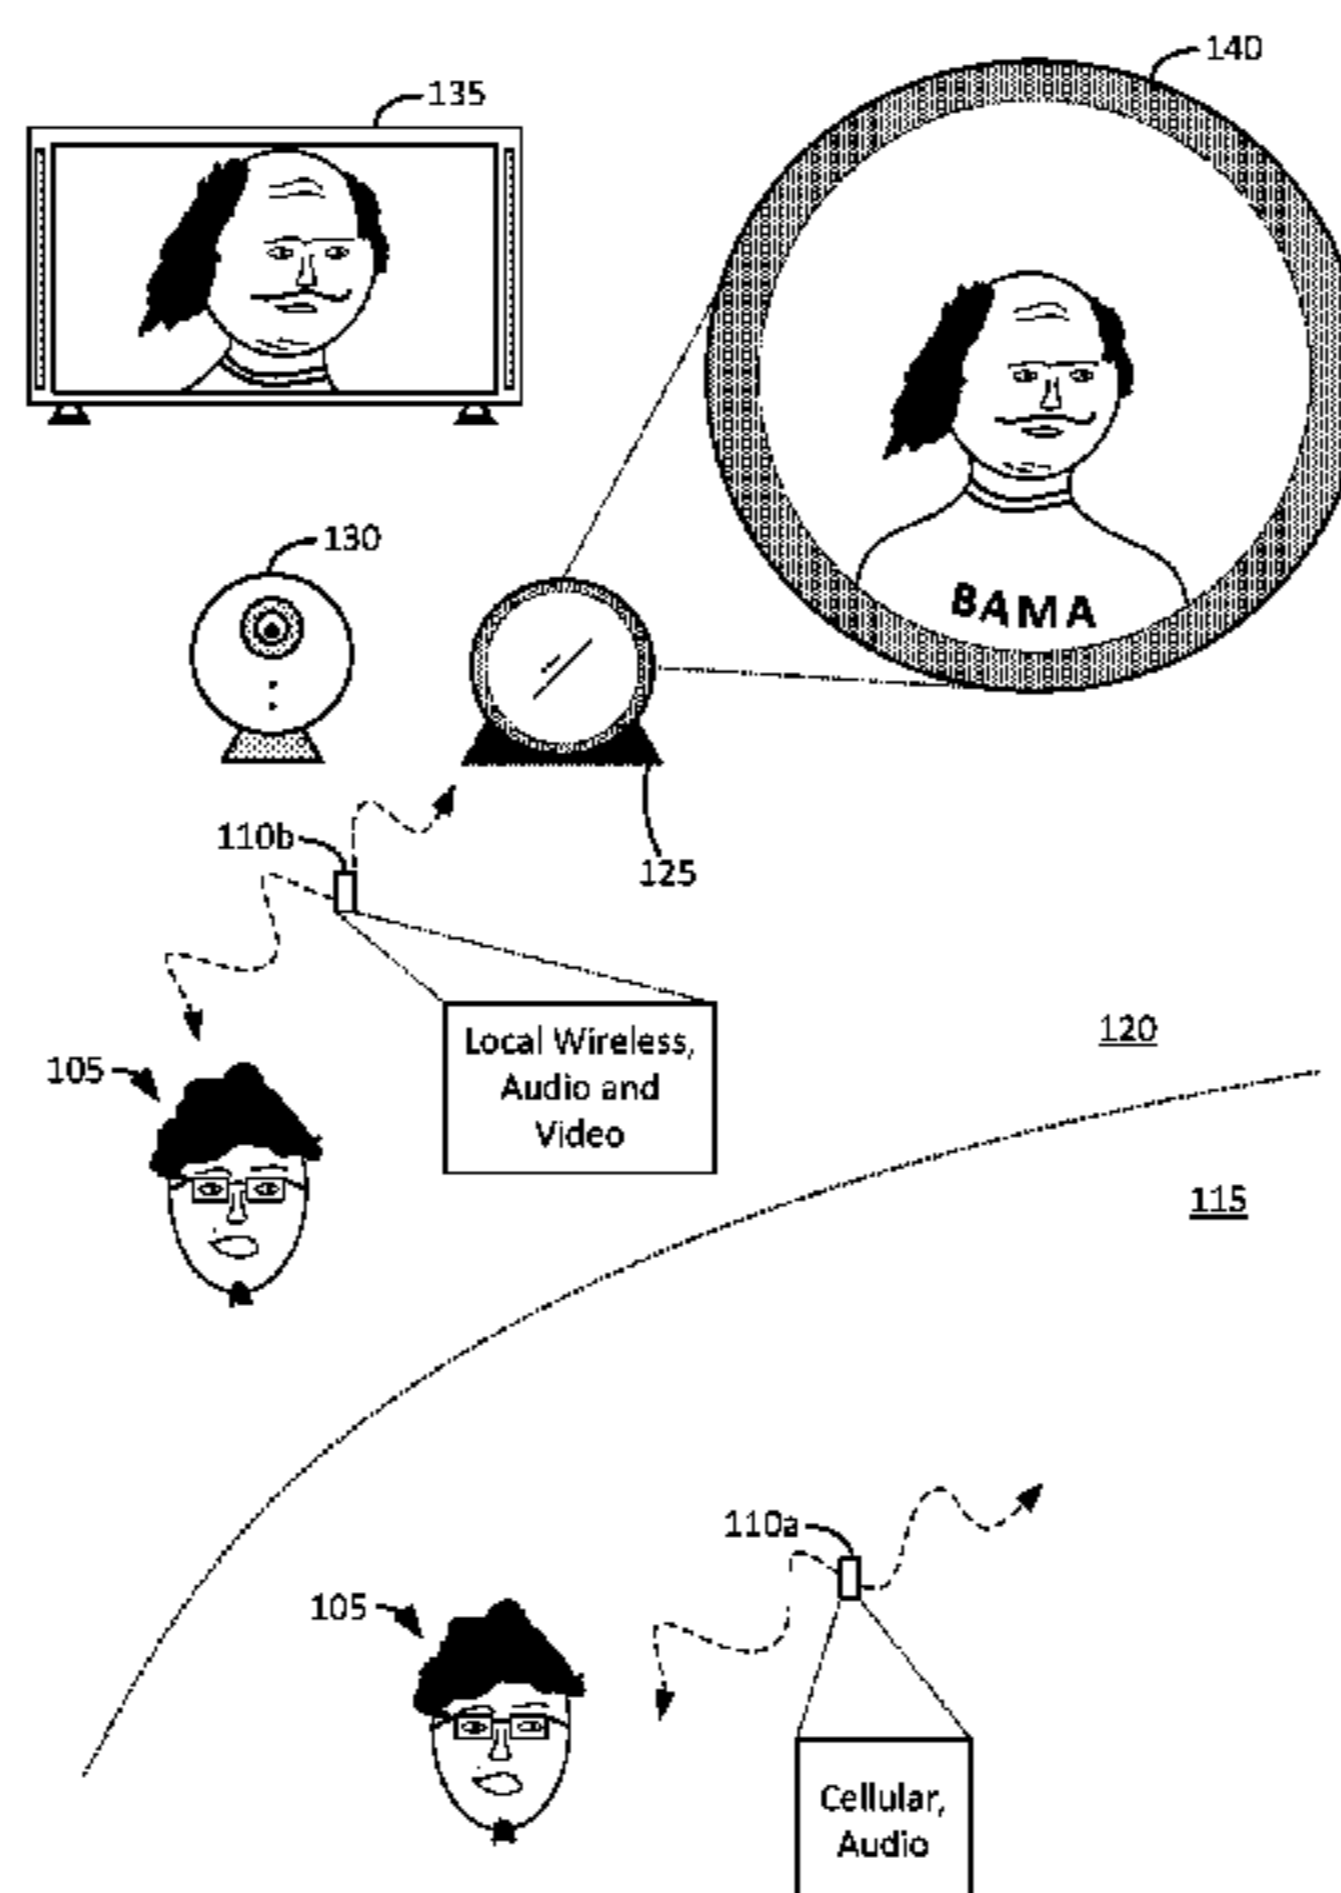 140
135
130
BAMA
110b
125
Local Wireless,
Audio and
Video
120
105
115
110a
105
Cellular,
Audio